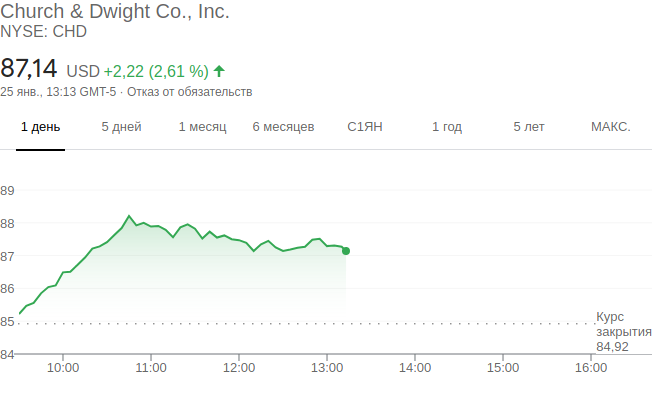 Church & Dwight Co., Inc.
NYSE: CHD
87,14 USD +2,22 (2,61 %)
25 янв., 13:13 GMT-5 · Отказ от обязательств
1 день 5 дней 1 месяц 6 месяцев С1ЯН 1 год 5 лет МАКС.
89
88
87
86
85
84
Курс
закрытия
84,92
10:00 11:00 12:00 13:00 14:00 15:00 16:00